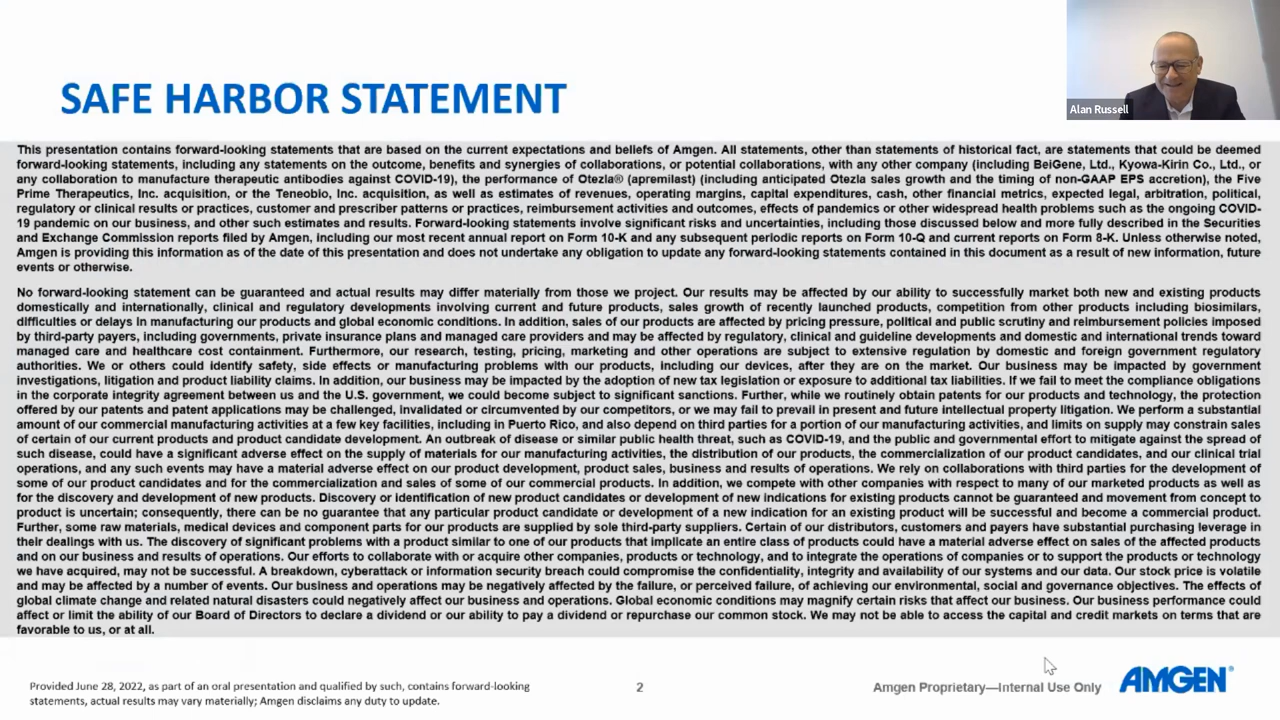 SAFE HARBOR STATEMENT
Alan Russell
This presentation contains forward-looking statements that are based on the current expectations and beliefs of Amgen. All statements, other than statements of historical fact, are statements that could be deemed
forward-looking statements, including any statements on the outcome, benefits and synergies of collaborations, or potential collaborations, with any other company (including BeiGene, Ltd., Kyowa-Kirin Co., Ltd., or
any collaboration to manufacture therapeutic antibodies against COVID-19), the performance of Otezla® (apremilast) (including anticipated Otezla sales growth and the timing of non-GAAP EPS accretion), the Five
Prime Therapeutics, Inc. acquisition, or the Teneobio, Inc. acquisition, as well as estimates of revenues, operating margins, capital expenditures, cash, other financial metrics, expected legal, arbitration, political,
regulatory or clinical results or practices, customer and prescriber patterns or practices, reimbursement activities and outcomes, effects of pandemics or other widespread health problems such as the ongoing COVID-
19 pandemic on our business, and other such estimates and results. Forward-looking statements involve significant risks and uncertainties, including those discussed below and more fully described in the Securities
and Exchange Commission reports filed by Amgen, including our most recent annual report on Form 10-K and any subsequent periodic reports on Form 10-Q and current reports on Form 8-K. Unless otherwise noted,
Amgen is providing this information as of the date of this presentation and does not undertake any obligation to update any forward-looking statements contained in this document as a result of new information, future
events or otherwise.
No forward-looking statement can be guaranteed and actual results may differ materially from those we project. Our results may be affected by our ability to successfully market both new and existing products
domestically and internationally, clinical and regulatory developments involving current and future products, sales growth of recently launched products, competition from other products including biosimilars,
difficulties or delays in manufacturing our products and global economic conditions. In addition, sales of our products are affected by pricing pressure, political and public scrutiny and reimbursement policies imposed
by third-party payers, including governments, private insurance plans and managed care providers and may be affected by regulatory, clinical and guideline developments and domestic and international trends toward
managed care and healthcare cost containment. Furthermore, our research, testing, pricing, marketing and other operations are subject to extensive regulation by domestic and foreign government regulatory
authorities. We or others could identify safety, side effects or manufacturing problems with our products, including our devices, after they are on the market. Our business may be impacted by government
investigations, litigation and product liability claims. In addition, our business may be impacted by the adoption of new tax legislation or exposure to additional tax liabilities. If we fail to meet the compliance obligations
in the corporate integrity agreement between us and the U.S. government, we could become subject to significant sanctions. Further, while we routinely obtain patents for our products and technology, the protection
offered by our patents and patent applications may be challenged, invalidated or circumvented by our competitors, or we may fail to prevail in present and future intellectual property litigation. We perform a substantial
amount of our commercial manufacturing activities at a few key facilities, including in Puerto Rico, and also depend on third parties for a portion of our manufacturing activities, and limits on supply may constrain sales
of certain of our current products and product candidate development. An outbreak of disease or similar public health threat, such as COVID-19, and the public and governmental effort to mitigate against the spread of
such disease, could have a significant adverse effect on the supply of materials for our manufacturing activities, the distribution of our products, the commercialization of our product candidates, and our clinical trial
operations, and any such events may have a material adverse effect on our product development, product sales, business and results of operations. We rely on collaborations with third parties for the development of
some of our product candidates and for the commercialization and sales of some of our commercial products. In addition, we compete with other companies with respect to many of our marketed products as well as
for the discovery and development of new products. Discovery or identification of new product candidates or development of new indications for existing products cannot be guaranteed and movement from concept to
product is uncertain; consequently, there can be no guarantee that any particular product candidate or development of a new indication for an existing product will be successful and become a commercial product.
Further, some raw materials, medical devices and component parts for our products are supplied by sole third-party suppliers. Certain of our distributors, customers and payers have substantial purchasing leverage in
their dealings with us. The discovery of significant problems with a product similar to one of our products that implicate an entire class of products could have a material adverse effect on sales of the affected products
and on our business and results of operations. Our efforts to collaborate with or acquire other companies, products or technology, and to integrate the operations of companies or to support the products or technology
we have acquired, may not be successful. A breakdown, cyberattack or information security breach could compromise the confidentiality, integrity and availability of our systems and our data. Our stock price is volatile
and may be affected by a number of events. Our business and operations may be negatively affected by the failure, or perceived failure, of achieving our environmental, social and governance objectives. The effects of
global climate change and related natural disasters could negatively affect our business and operations. Global economic conditions may magnify certain risks that affect our business. Our business performance could
affect or limit the ability of our Board of Directors to declare a dividend or our ability to pay a dividend or repurchase our common stock. We may not be able to access the capital and credit markets on terms that are
favorable to us, or at all.
Provided June 28, 2022, as part of an oral presentation and qualified by such, contains forward-looking
statements, actual results may vary materially; Amgen disclaims any duty to update.
2
Amgen Proprietary—Internal Use Only
AMGEN®